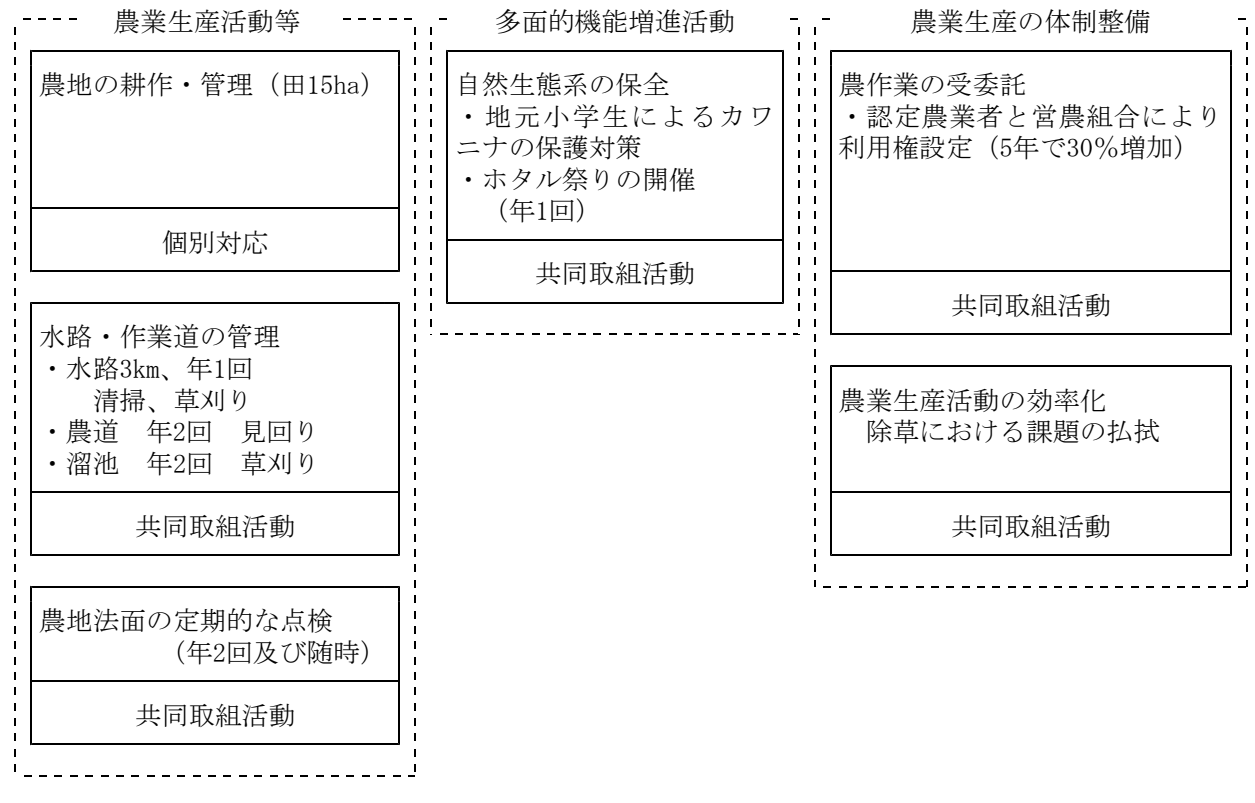 農業生産活動等
農地の耕作・管理（田15ha）
個別対応
水路・作業道の管理
・水路3km、年1回
清掃、草刈り
・農道　年2回　見回り
・溜池　年2回　草刈り
共同取組活動
農地法面の定期的な点検
（年2回及び随時）
共同取組活動
多面的機能増進活動
自然生態系の保全
・地元小学生によるカワ
ニナの保護対策
・ホタル祭りの開催
（年1回）
共同取組活動
農業生産の体制整備
農作業の受委託
・認定農業者と営農組合により
利用権設定（5年で30％増加）
共同取組活動
農業生産活動の効率化
除草における課題の払拭
共同取組活動